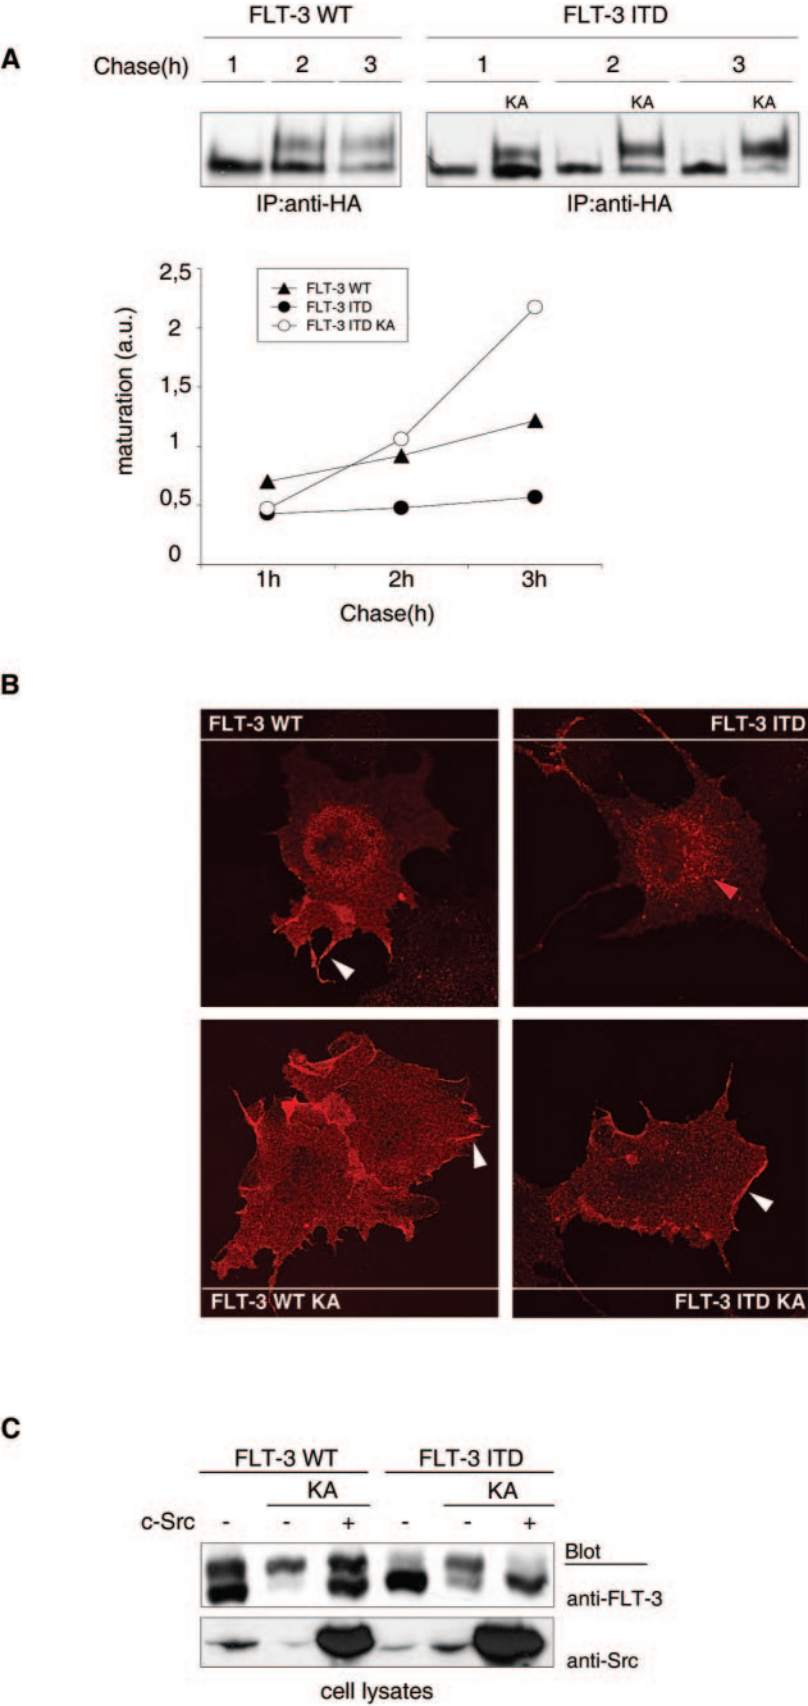 FLT-3 WT FLT-3 ITD
A
Chase(h) 1 2 3 1 2 3
KA KA KA
IP:anti-HA IP:anti-HA
2,5
2
1,5
1
0,5
0
maturation (a.u.)
FLT-3 WT
FLT-3 ITD
FLT-3 ITD KA
1h 2h 3h
Chase(h)
B
FLT-3 WT FLT-3 ITD
FLT-3 WT KA FLT-3 ITD KA
C
FLT-3 WT FLT-3 ITD
KA KA
c-Src - - + - - +
Blot
anti-FLT-3
anti-Src
cell lysates